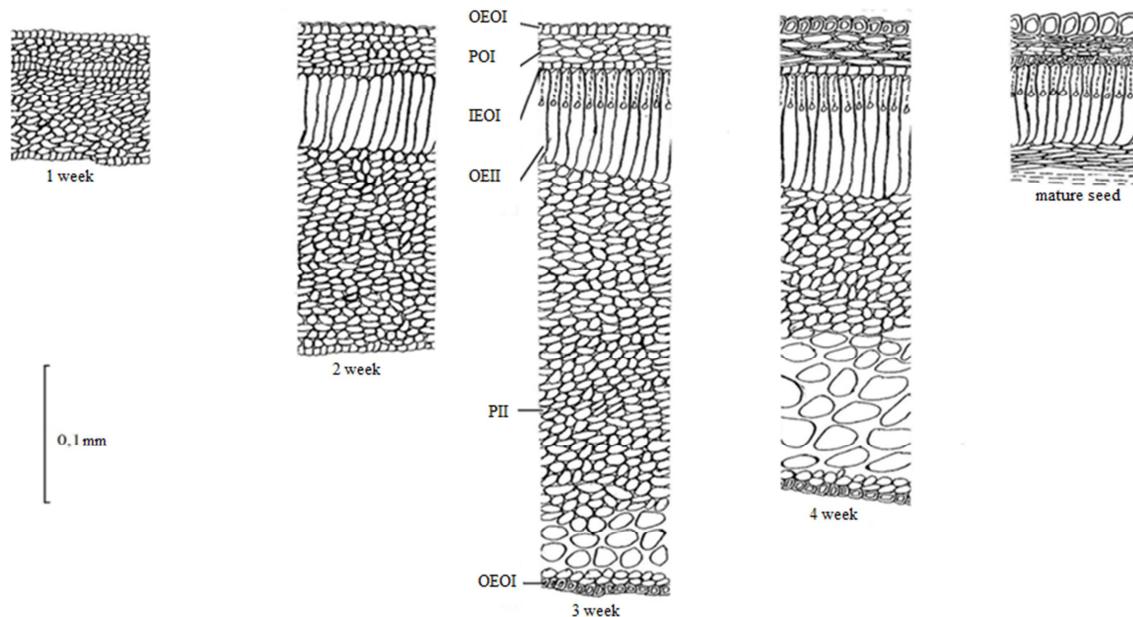 OEOI
POI
IEOI
OEII
PII
OEOI
1 week
2 week
3 week
4 week
mature seed
0,1 mm